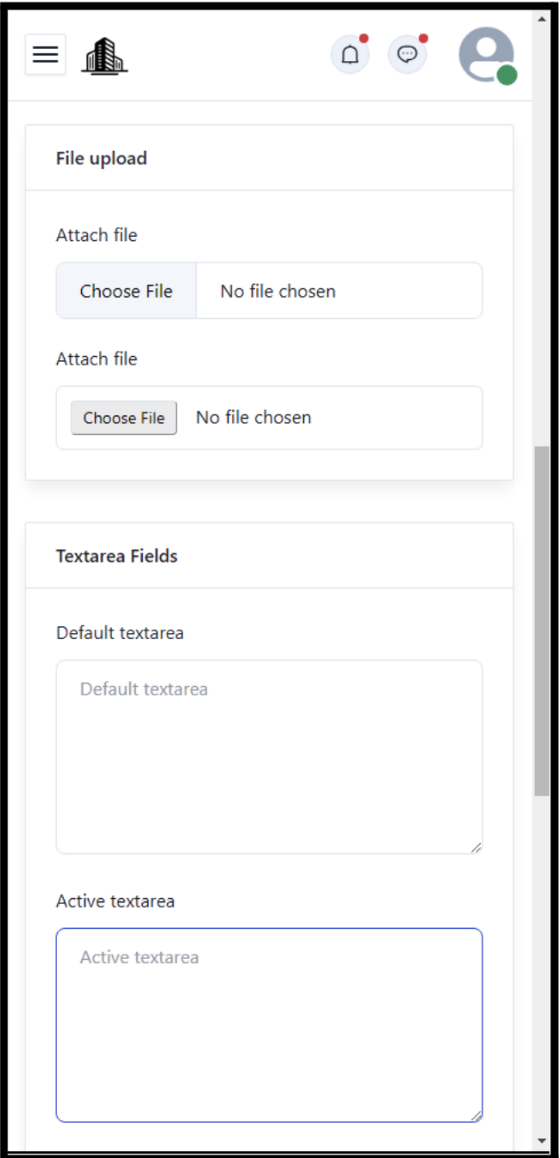 File upload
Attach file
Choose File No file chosen
Attach file
Choose File No file chosen
Textarea Fields
Default textarea
Default textarea
Active textarea
Active textarea